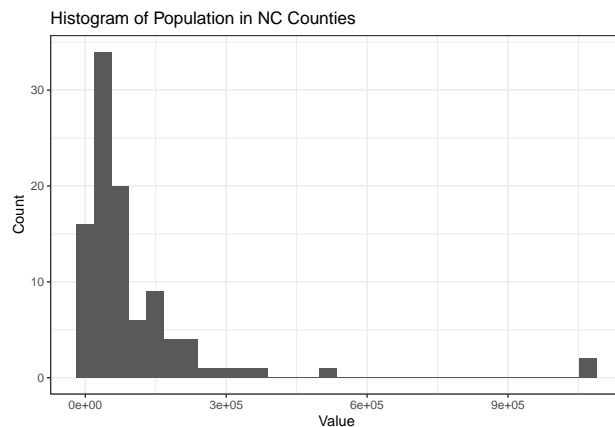 Histogram of Population in NC Counties
30
20
10
0
Count
0e+00 3e+05 6e+05 9e+05
Value